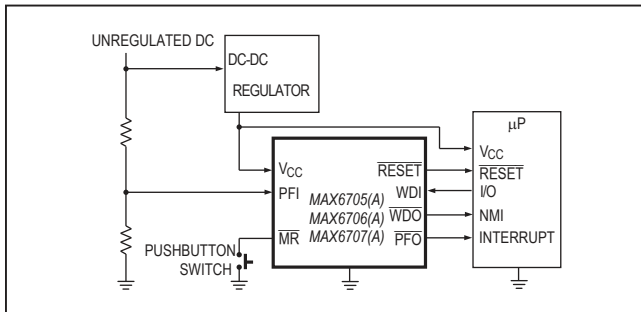 UNREGULATED DC
DC-DC
REGULATOR
μP
VCC
RESET
I/O
NMI
INTERRUPT
VCC
PFI
MR
MAX6705(A)
MAX6706(A)
MAX6707(A)
RESET
WDI
WDO
PFO
PUSHBUTTON
SWITCH